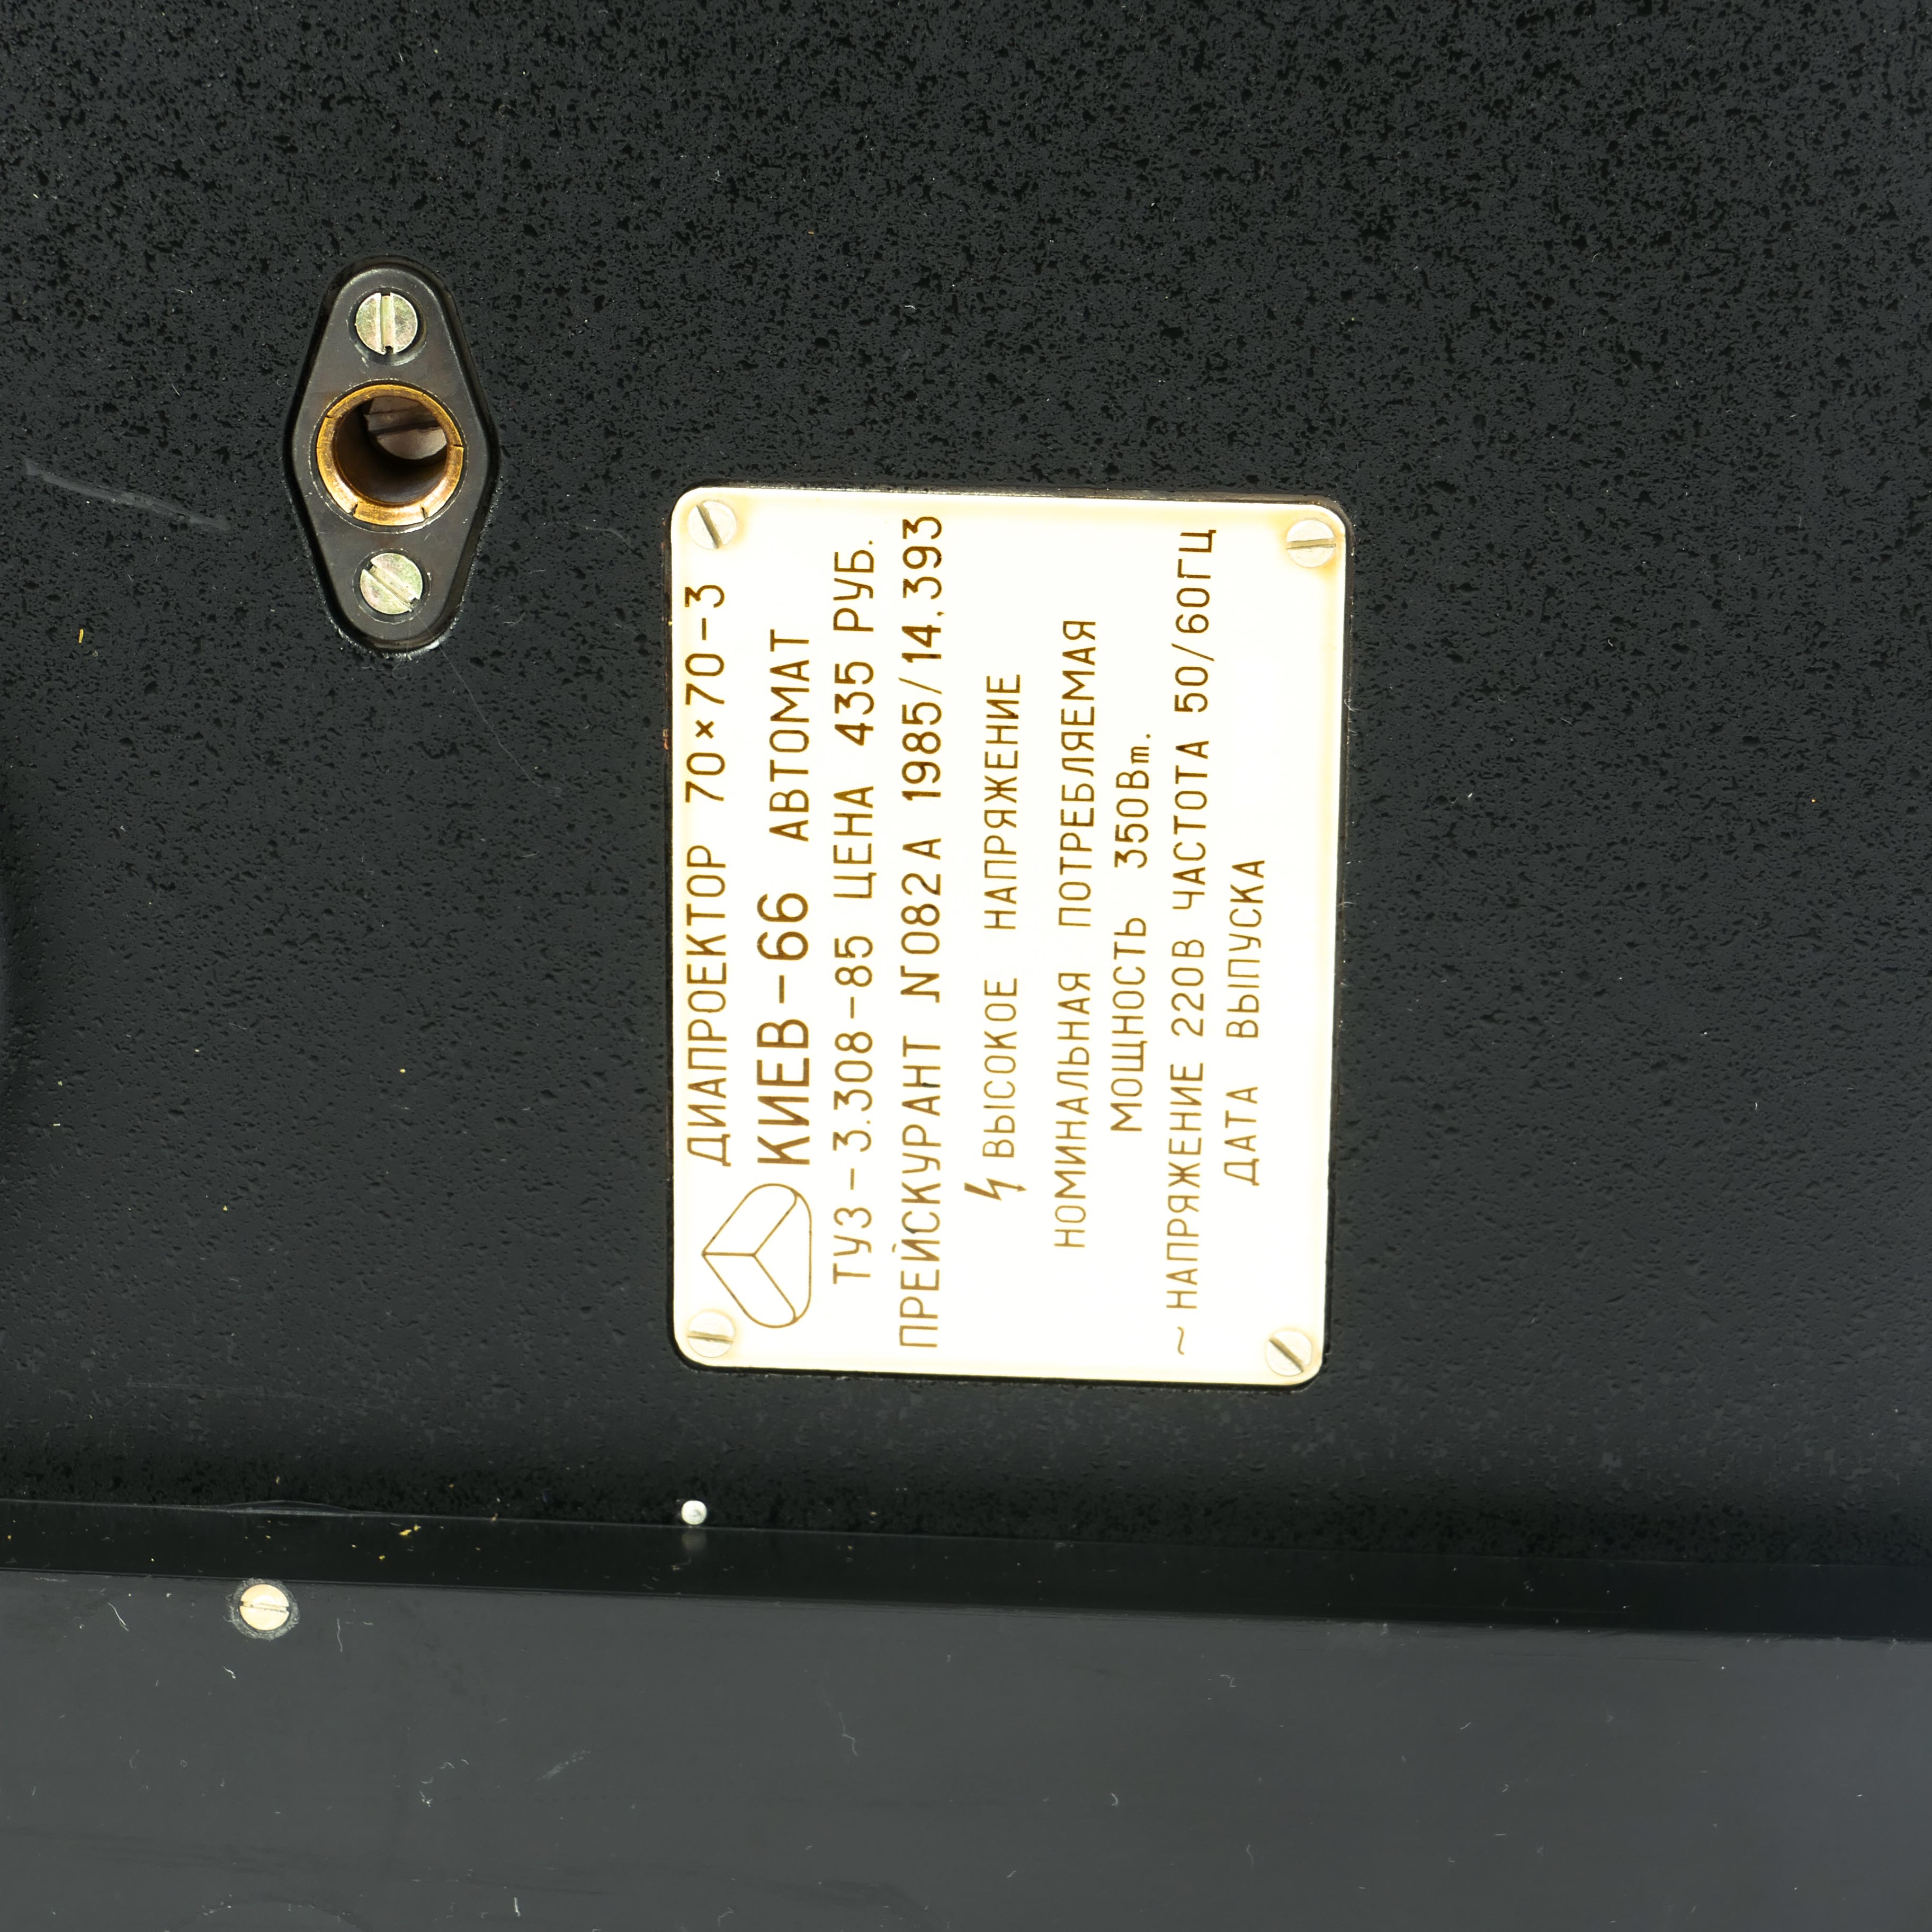 ДИАПРОЕКТОР 70×70-3
КИЕВ-66 АВТОМАТ
ТУ3-3.308-85 ЦЕНА 435 РУБ.
ПРЕЙСКУРАНТ N082А 1985/14.393
ВЫСОКОЕ НАПРЯЖЕНИЕ
НОМИНАЛЬНАЯ ПОТРЕБЛЯЕМАЯ
МОЩНОСТЬ 350Вт.
~ НАПРЯЖЕНИЕ 220В ЧАСТОТА 50/60ГЦ
ДАТА ВЫПУСКА